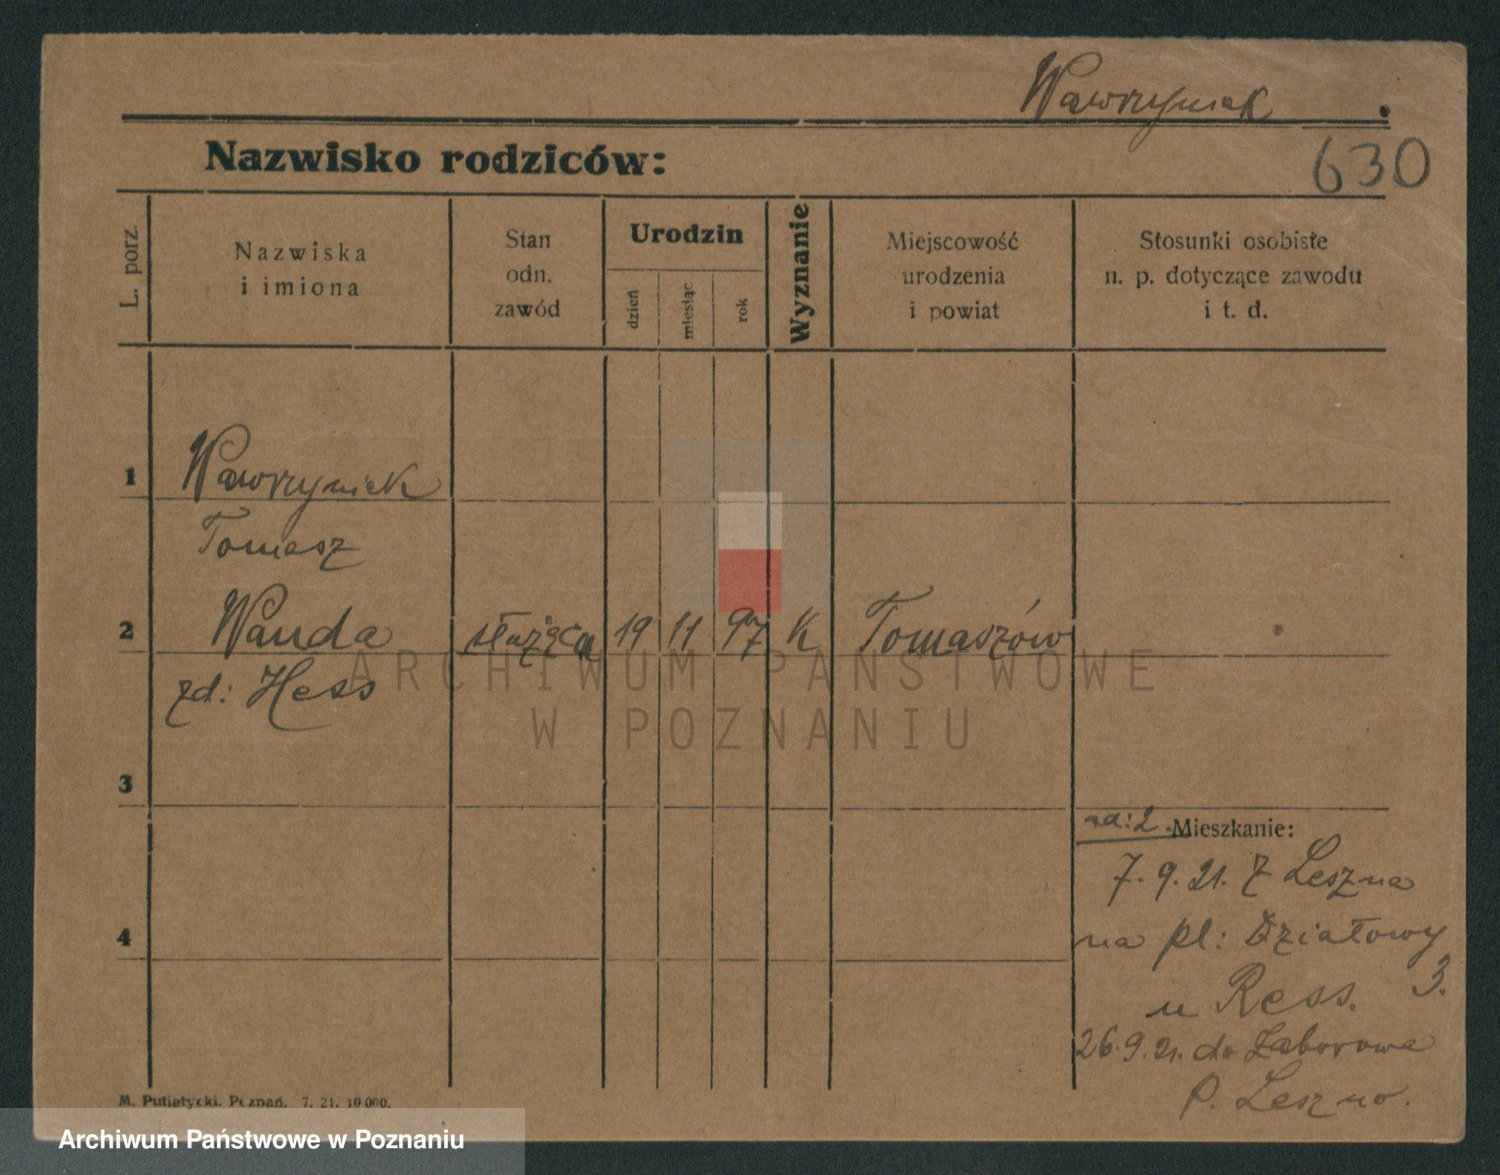 Wawrzyniak
Nazwisko rodziców:
630
L. porz.
Nazwiska
i imiona
Stan
odn.
zawód
Urodzin
dzień
miesiąc
rok
Wyznanie
Miejscowość
urodzenia
i powiat
Stosunki osobiste
n. p. dotyczące zawodu
i t. d.
1
Wawrzyniak
Tomasz
2
Wanda służąca 19 11 97 K Tomaszów
zd: Hess
ARCHIWUM PAŃSTWOWE
W POZNANIU
3
ad: 2. Mieszkanie:
7. 9. 21. z Leszna
na pl: Działowy
3.
u Ress.
4
26. 9. 21. do Zaborowa
p. Leszno.
M. Putiatycki, Poznań. 7. 21. 10 000.
Archiwum Państwowe w Poznaniu